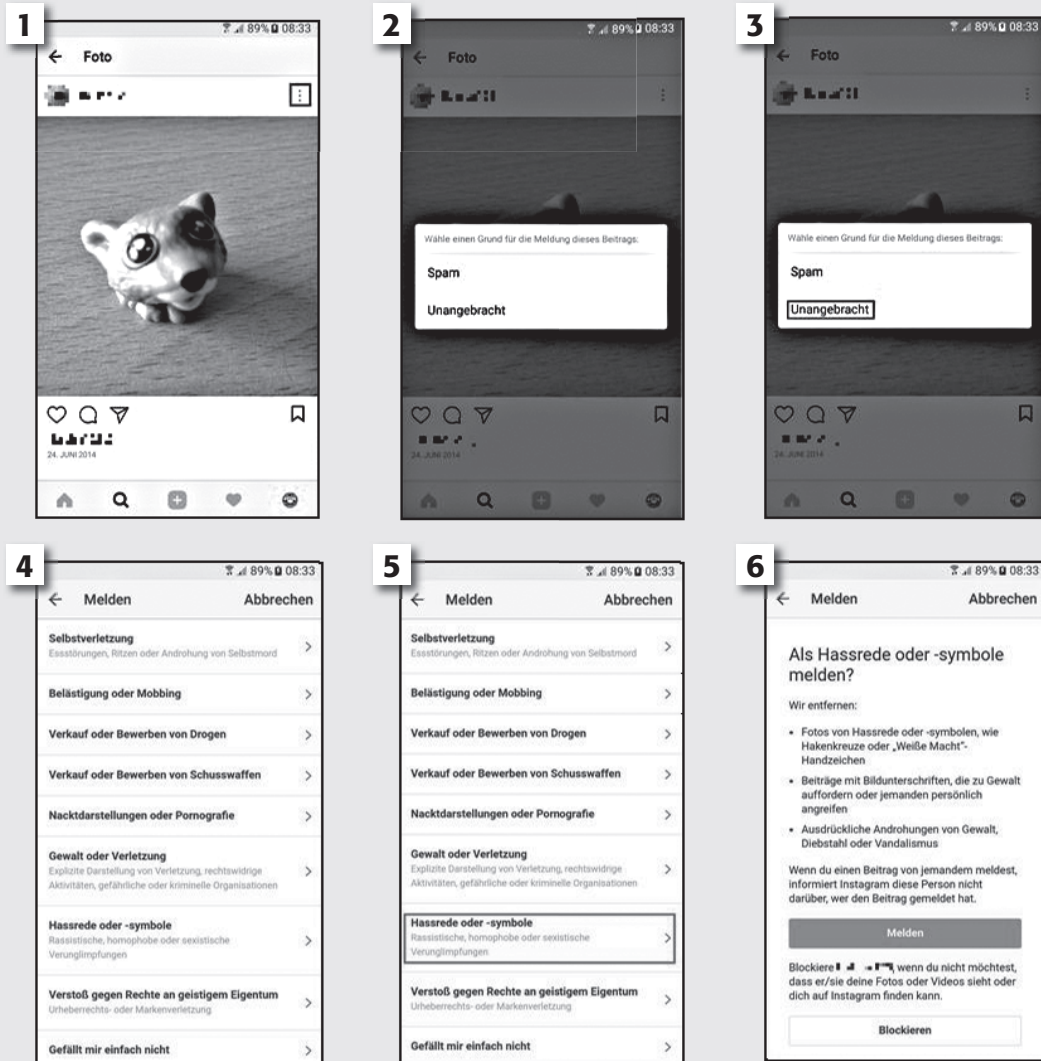 1
89% 08:33
Foto
24. JUNI 2014
2
89% 08:33
Foto
Wähle einen Grund für die Meldung dieses Beitrags:
Spam
Unangebracht
24. JUNI 2014
3
89% 08:33
Foto
Wähle einen Grund für die Meldung dieses Beitrags:
Spam
Unangebracht
24. JUNI 2014
4
89% 08:33
Melden Abbrechen
Selbstverletzung
Essstörungen, Ritzen oder Androhung von Selbstmord
Belästigung oder Mobbing
Verkauf oder Bewerben von Drogen
Verkauf oder Bewerben von Schusswaffen
Nacktdarstellungen oder Pornografie
Gewalt oder Verletzung
Explizite Darstellung von Verletzung, rechtswidrige
Aktivitäten, gefährliche oder kriminelle Organisationen
Hassrede oder -symbole
Rassistische, homophobe oder sexistische
Verunglimpfungen
Verstoß gegen Rechte an geistigem Eigentum
Urheberrechts- oder Markenverletzung
Gefällt mir einfach nicht
5
89% 08:33
Melden Abbrechen
Selbstverletzung
Essstörungen, Ritzen oder Androhung von Selbstmord
Belästigung oder Mobbing
Verkauf oder Bewerben von Drogen
Verkauf oder Bewerben von Schusswaffen
Nacktdarstellungen oder Pornografie
Gewalt oder Verletzung
Explizite Darstellung von Verletzung, rechtswidrige
Aktivitäten, gefährliche oder kriminelle Organisationen
Hassrede oder -symbole
Rassistische, homophobe oder sexistische
Verunglimpfungen
Verstoß gegen Rechte an geistigem Eigentum
Urheberrechts- oder Markenverletzung
Gefällt mir einfach nicht
6
89% 08:33
Melden Abbrechen
Als Hassrede oder -symbole
melden?
Wir entfernen:
• Fotos von Hassrede oder -symbolen, wie
Hakenkreuze oder „Weiße Macht"-
Handzeichen
• Beiträge mit Bildunterschriften, die zu Gewalt
auffordern oder jemanden persönlich
angreifen
• Ausdrückliche Androhungen von Gewalt,
Diebstahl oder Vandalismus
Wenn du einen Beitrag von jemandem meldest,
informiert Instagram diese Person nicht
darüber, wer den Beitrag gemeldet hat.
Melden
Blockiere , wenn du nicht möchtest,
dass er/sie deine Fotos oder Videos sieht oder
dich auf Instagram finden kann.
Blockieren